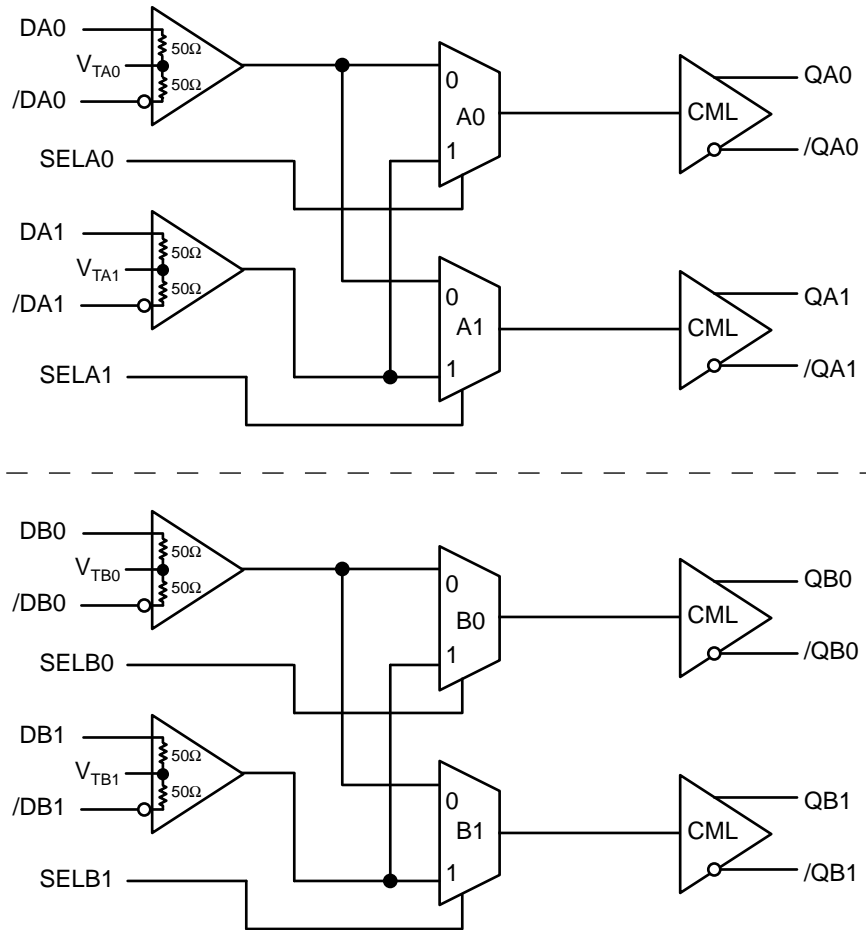 DA0
50Ω
VTA0
50Ω
/DA0
0
A0
1
CML
QA0
/QA0
SELA0
DA1
50Ω
VTA1
50Ω
/DA1
0
A1
1
CML
QA1
/QA1
SELA1
DB0
50Ω
VTB0
50Ω
/DB0
0
B0
1
CML
QB0
/QB0
SELB0
DB1
50Ω
VTB1
50Ω
/DB1
0
B1
1
CML
QB1
/QB1
SELB1